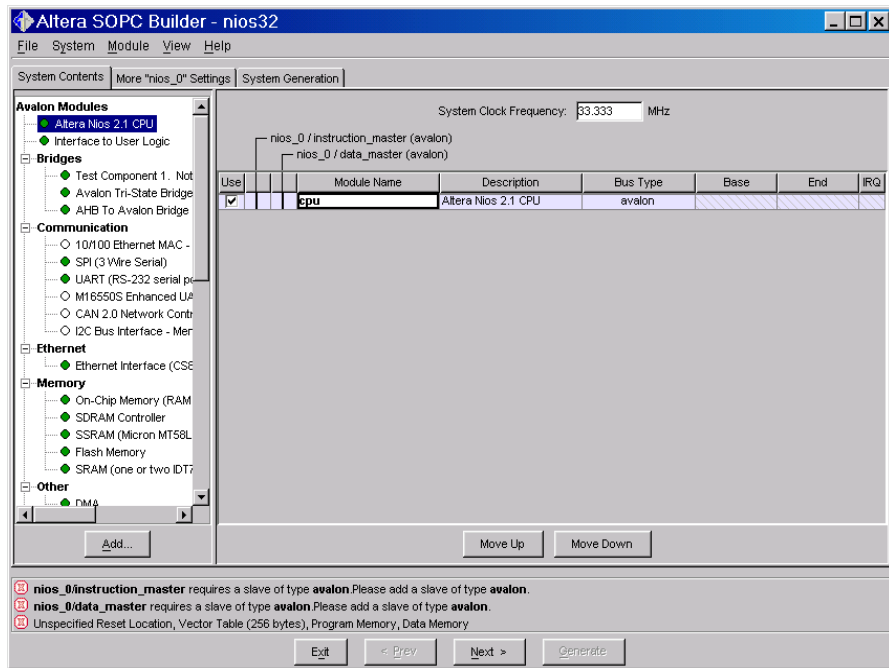 Altera SOPC Builder - nios32
File System Module View Help
System Contents More "nios_0" Settings System Generation
Avalon Modules
Altera Nios 2.1 CPU
Interface to User Logic
Bridges
Test Component 1. Not
Avalon Tri-State Bridge
AHB To Avalon Bridge
Communication
10/100 Ethernet MAC -
SPI (3 Wire Serial)
UART (RS-232 serial po
M16550S Enhanced UA
CAN 2.0 Network Contr
I2C Bus Interface - Mer
Ethernet
Ethernet Interface (CS8
Memory
On-Chip Memory (RAM
SDRAM Controller
SSRAM (Micron MT58L
Flash Memory
SRAM (one or two IDT7
Other
DMA
Add...
System Clock Frequency: 33.333 MHz
nios_0 / instruction_master (avalon)
nios_0 / data_master (avalon)
Use Module Name Description Bus Type Base End IRQ
cpu Altera Nios 2.1 CPU avalon
Move Up Move Down
nios_0/instruction_master requires a slave of type avalon.Please add a slave of type avalon.
nios_0/data_master requires a slave of type avalon.Please add a slave of type avalon.
Unspecified Reset Location, Vector Table (256 bytes), Program Memory, Data Memory
Exit < Prev Next > Generate